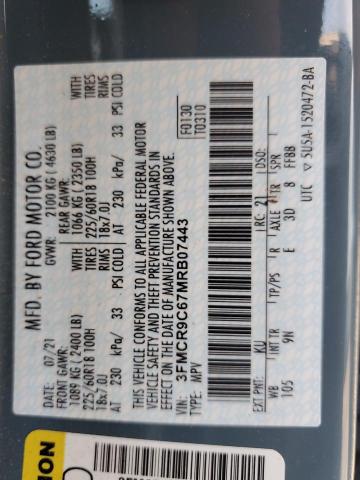 MFD. BY FORD MOTOR CO.
DATE: 07/21 GVWR: 2100 KG ( 4630 LB)
FRONT GAWR: REAR GAWR:
1089 KG (2400 LB) 1066 KG (2350 LB) WITH
225/60R18 100H 225/60R18 100H TIRES
18x7.0J 18x7.0J RIMS
AT 230 kPa/ 33 PSI COLD AT 230 kPa/ 33 PSI COLD
THIS VEHICLE CONFORMS TO ALL APPLICABLE FEDERAL MOTOR
VEHICLE SAFETY AND THEFT PREVENTION STANDARDS IN
EFFECT ON THE DATE OF MANUFACTURE SHOWN ABOVE.
VIN: 3FMCR9C67MRB07443 F0130
TYPE: MPV T0310
EXT PNT: KU RC: 21 DSO:
WB INT TR TP/PS R AXLE TR SPR
105 9N E 3D 8 FF88
UTC ▽ 5U5A-1520472-BA
ION